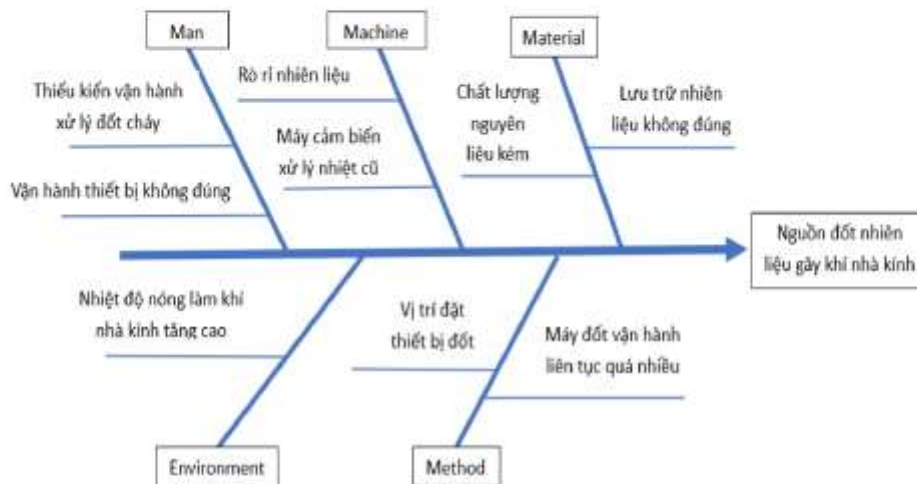 Man
Machine
Material
Thiếu kiến vận hành
xử lý đốt cháy
Rò rỉ nhiên liệu
Chất lượng
nguyên
liệu kém
Lưu trữ nhiên
liệu không đúng
Máy cảm biến
xử lý nhiệt cũ
Vận hành thiết bị không đúng
Nguồn đốt nhiên
liệu gây khí nhà kính
Nhiệt độ nóng làm khí
nhà kính tăng cao
Vị trí đặt
thiết bị đốt
Máy đốt vận hành
liên tục quá nhiều
Environment
Method